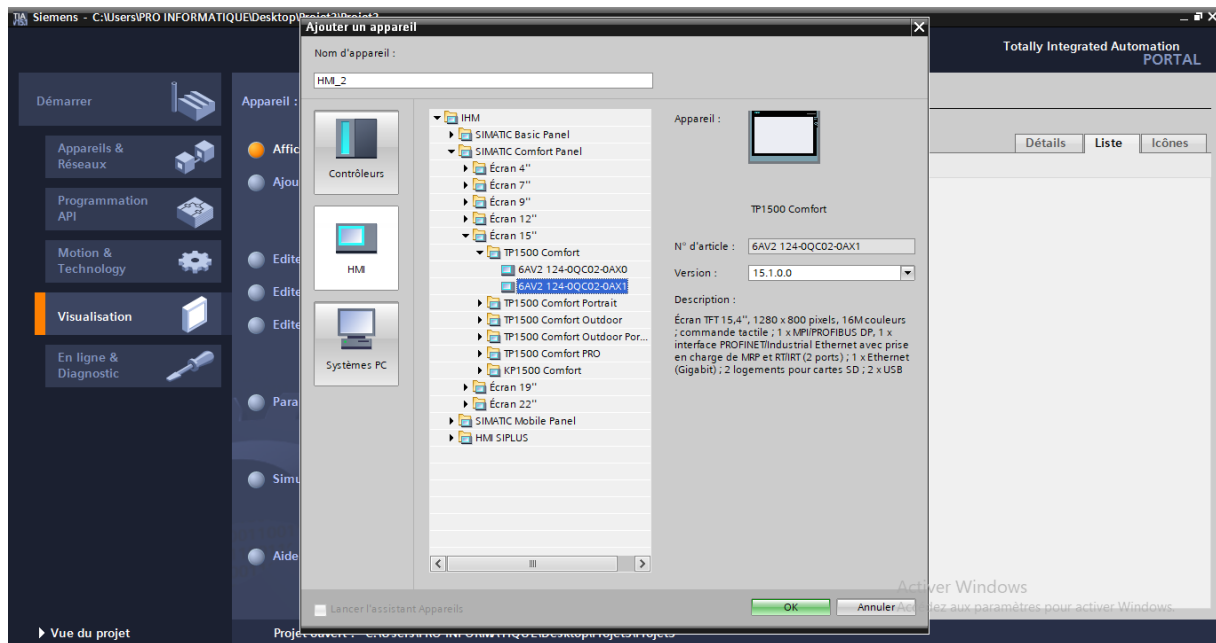 Siemens - C:\Users\PRO INFORMATIQUE\Desktop\Projet3\Projet3
Totally Integrated Automation
PORTAL
Démarrer
Appareils &
Réseaux
Programmation
API
Motion &
Technology
Visualisation
En ligne &
Diagnostic
Vue du projet
Appareil :
Affic
Ajou
Edite
Edite
Edite
Para
Simu
Aide
Ajouter un appareil
Nom d'appareil :
HMI_2
Contrôleurs
HMI
Systèmes PC
IHM
SIMATIC Basic Panel
SIMATIC Comfort Panel
Écran 4''
Écran 7''
Écran 9''
Écran 12''
Écran 15''
TP1500 Comfort
6AV2 124-0QC02-0AX0
6AV2 124-0QC02-0AX1
TP1500 Comfort Portrait
TP1500 Comfort Outdoor
TP1500 Comfort Outdoor Por...
TP1500 Comfort PRO
KP1500 Comfort
Écran 19''
Écran 22''
SIMATIC Mobile Panel
HMI SIPLUS
Appareil :
TP1500 Comfort
N° d'article :
6AV2 124-0QC02-0AX1
Version :
15.1.0.0
Description :
Écran TFT 15,4'', 1280 x 800 pixels, 16M couleurs
; commande tactile ; 1 x MPI/PROFIBUS DP, 1 x
interface PROFINET/Industrial Ethernet avec prise
en charge de MRP et RT/IRT (2 ports) ; 1 x Ethernet
(Gigabit) ; 2 logements pour cartes SD ; 2 x USB
Lancer l'assistant Appareils
OK
Annuler
Détails
Liste
Icônes
Activer Windows
dez aux paramètres pour activer Windows.